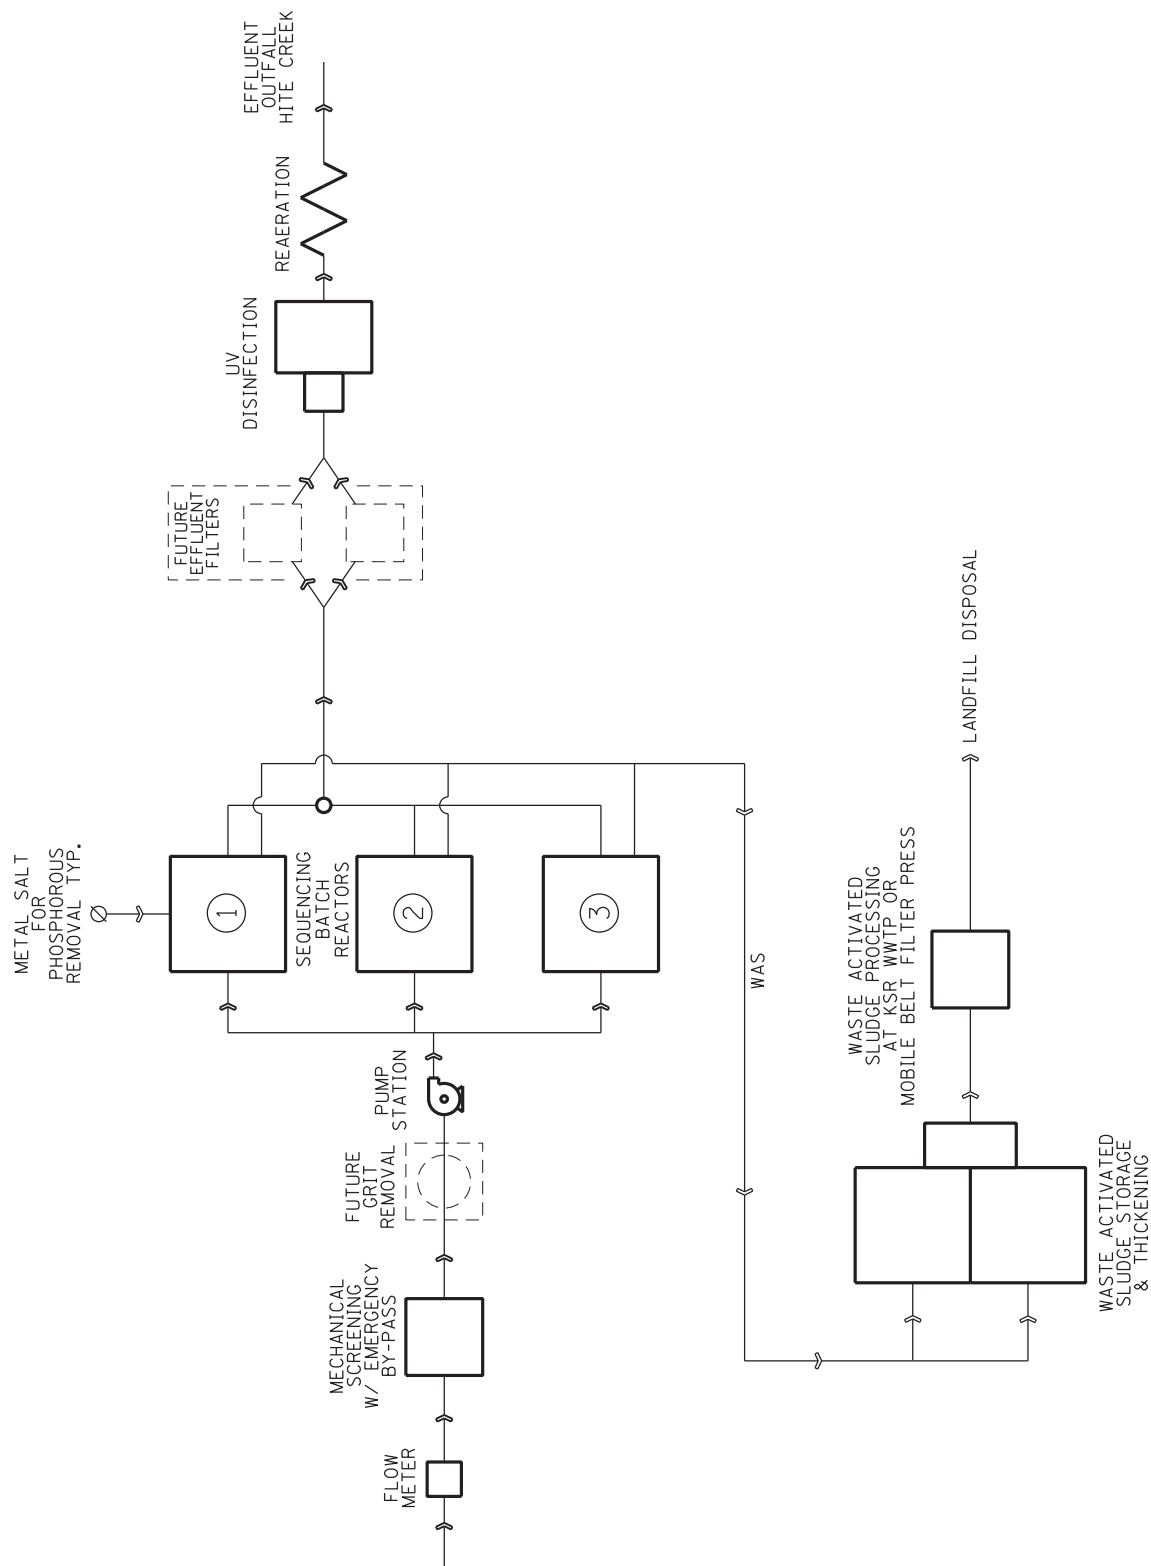 FLOW
METER
MECHANICAL
SCREENING
W/ EMERGENCY
BY-PASS
FUTURE
GRIT
REMOVAL
PUMP
STATION
METAL SALT
FOR
PHOSPHOROUS
REMOVAL TYP.
1
SEQUENCING
BATCH
REACTORS
2
3
FUTURE
EFFLUENT
FILTERS
UV
DISINFECTION
REAERATION
EFFLUENT
OUTFALL
HITE CREEK
WAS
WASTE ACTIVATED
SLUDGE STORAGE
& THICKENING
WASTE ACTIVATED
SLUDGE PROCESSING
AT KSR WWTP OR
MOBILE BELT FILTER PRESS
LANDFILL DISPOSAL